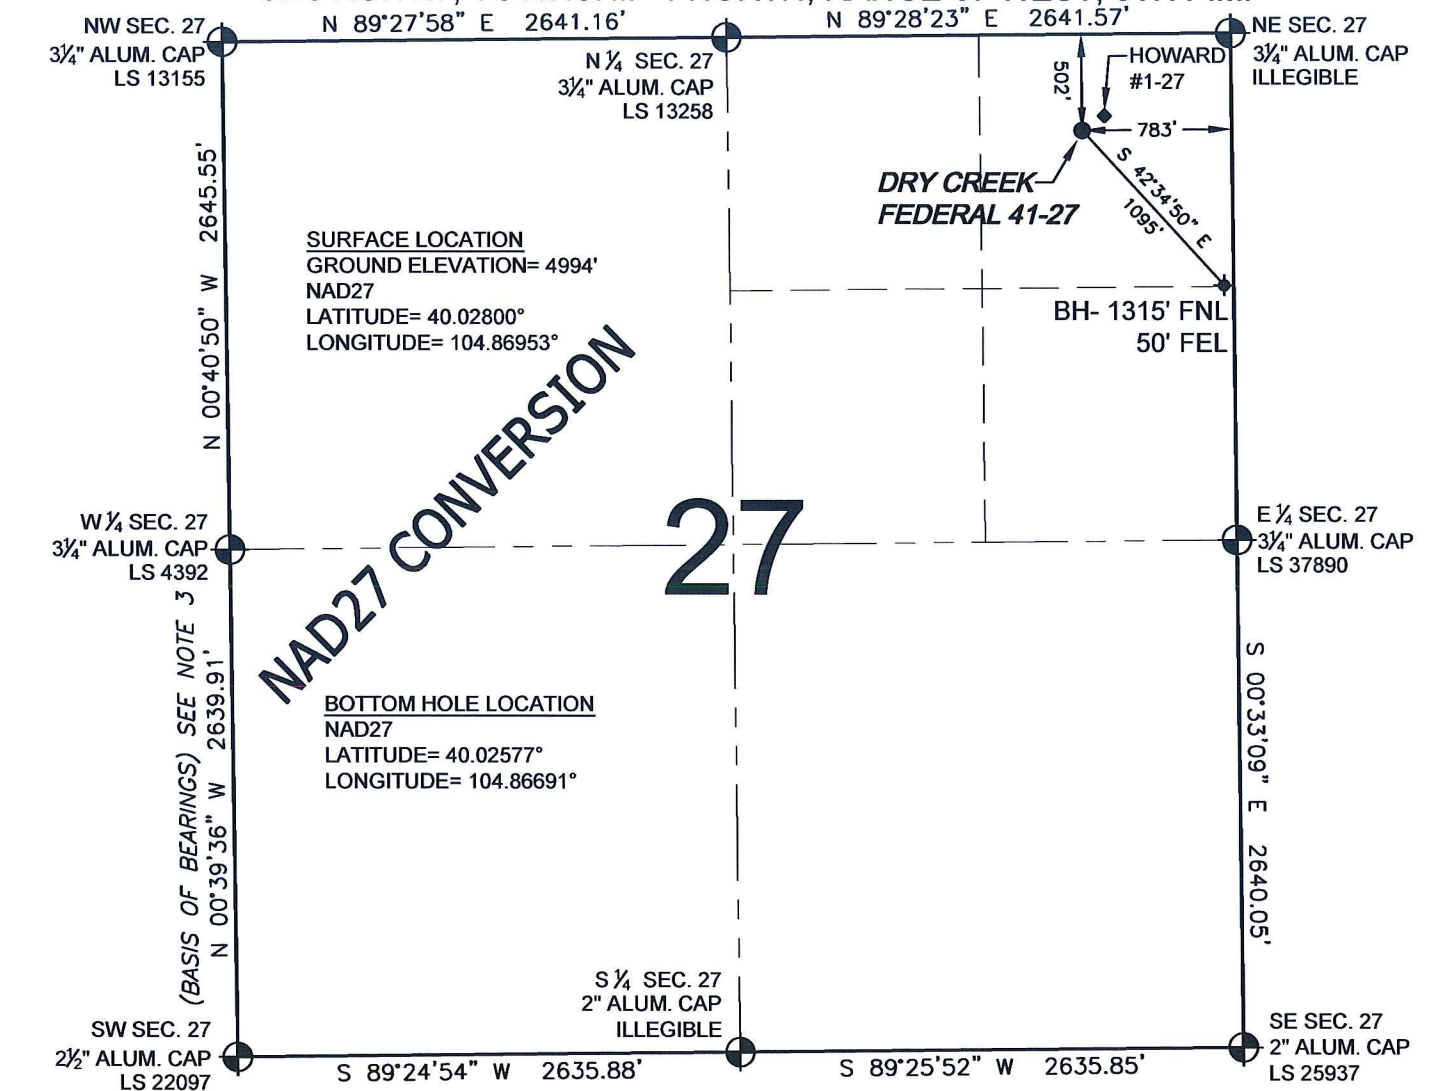 N 89°27'58" E 2641.16'
N 89°28'23" E 2641.57'
NW SEC. 27
3¼" ALUM. CAP
LS 13155
N ¼ SEC. 27
3¼" ALUM. CAP
LS 13258
NE SEC. 27
3¼" ALUM. CAP
ILLEGIBLE
HOWARD
#1-27
502'
783'
DRY CREEK
FEDERAL 41-27
S 42°34'50" E
1095'
BH- 1315' FNL
50' FEL
N 00°40'50" W 2645.55'
SURFACE LOCATION
GROUND ELEVATION= 4994'
NAD27
LATITUDE= 40.02800°
LONGITUDE= 104.86953°
NAD27 CONVERSION
27
W ¼ SEC. 27
3¼" ALUM. CAP
LS 4392
E ¼ SEC. 27
3¼" ALUM. CAP
LS 37890
(BASIS OF BEARINGS) SEE NOTE 3
N 00°39'36" W 2639.91'
BOTTOM HOLE LOCATION
NAD27
LATITUDE= 40.02577°
LONGITUDE= 104.86691°
S 00°33'09" E 2640.05'
S ¼ SEC. 27
2" ALUM. CAP
ILLEGIBLE
SW SEC. 27
2½" ALUM. CAP
LS 22097
SE SEC. 27
2" ALUM. CAP
LS 25937
S 89°24'54" W 2635.88'
S 89°25'52" W 2635.85'